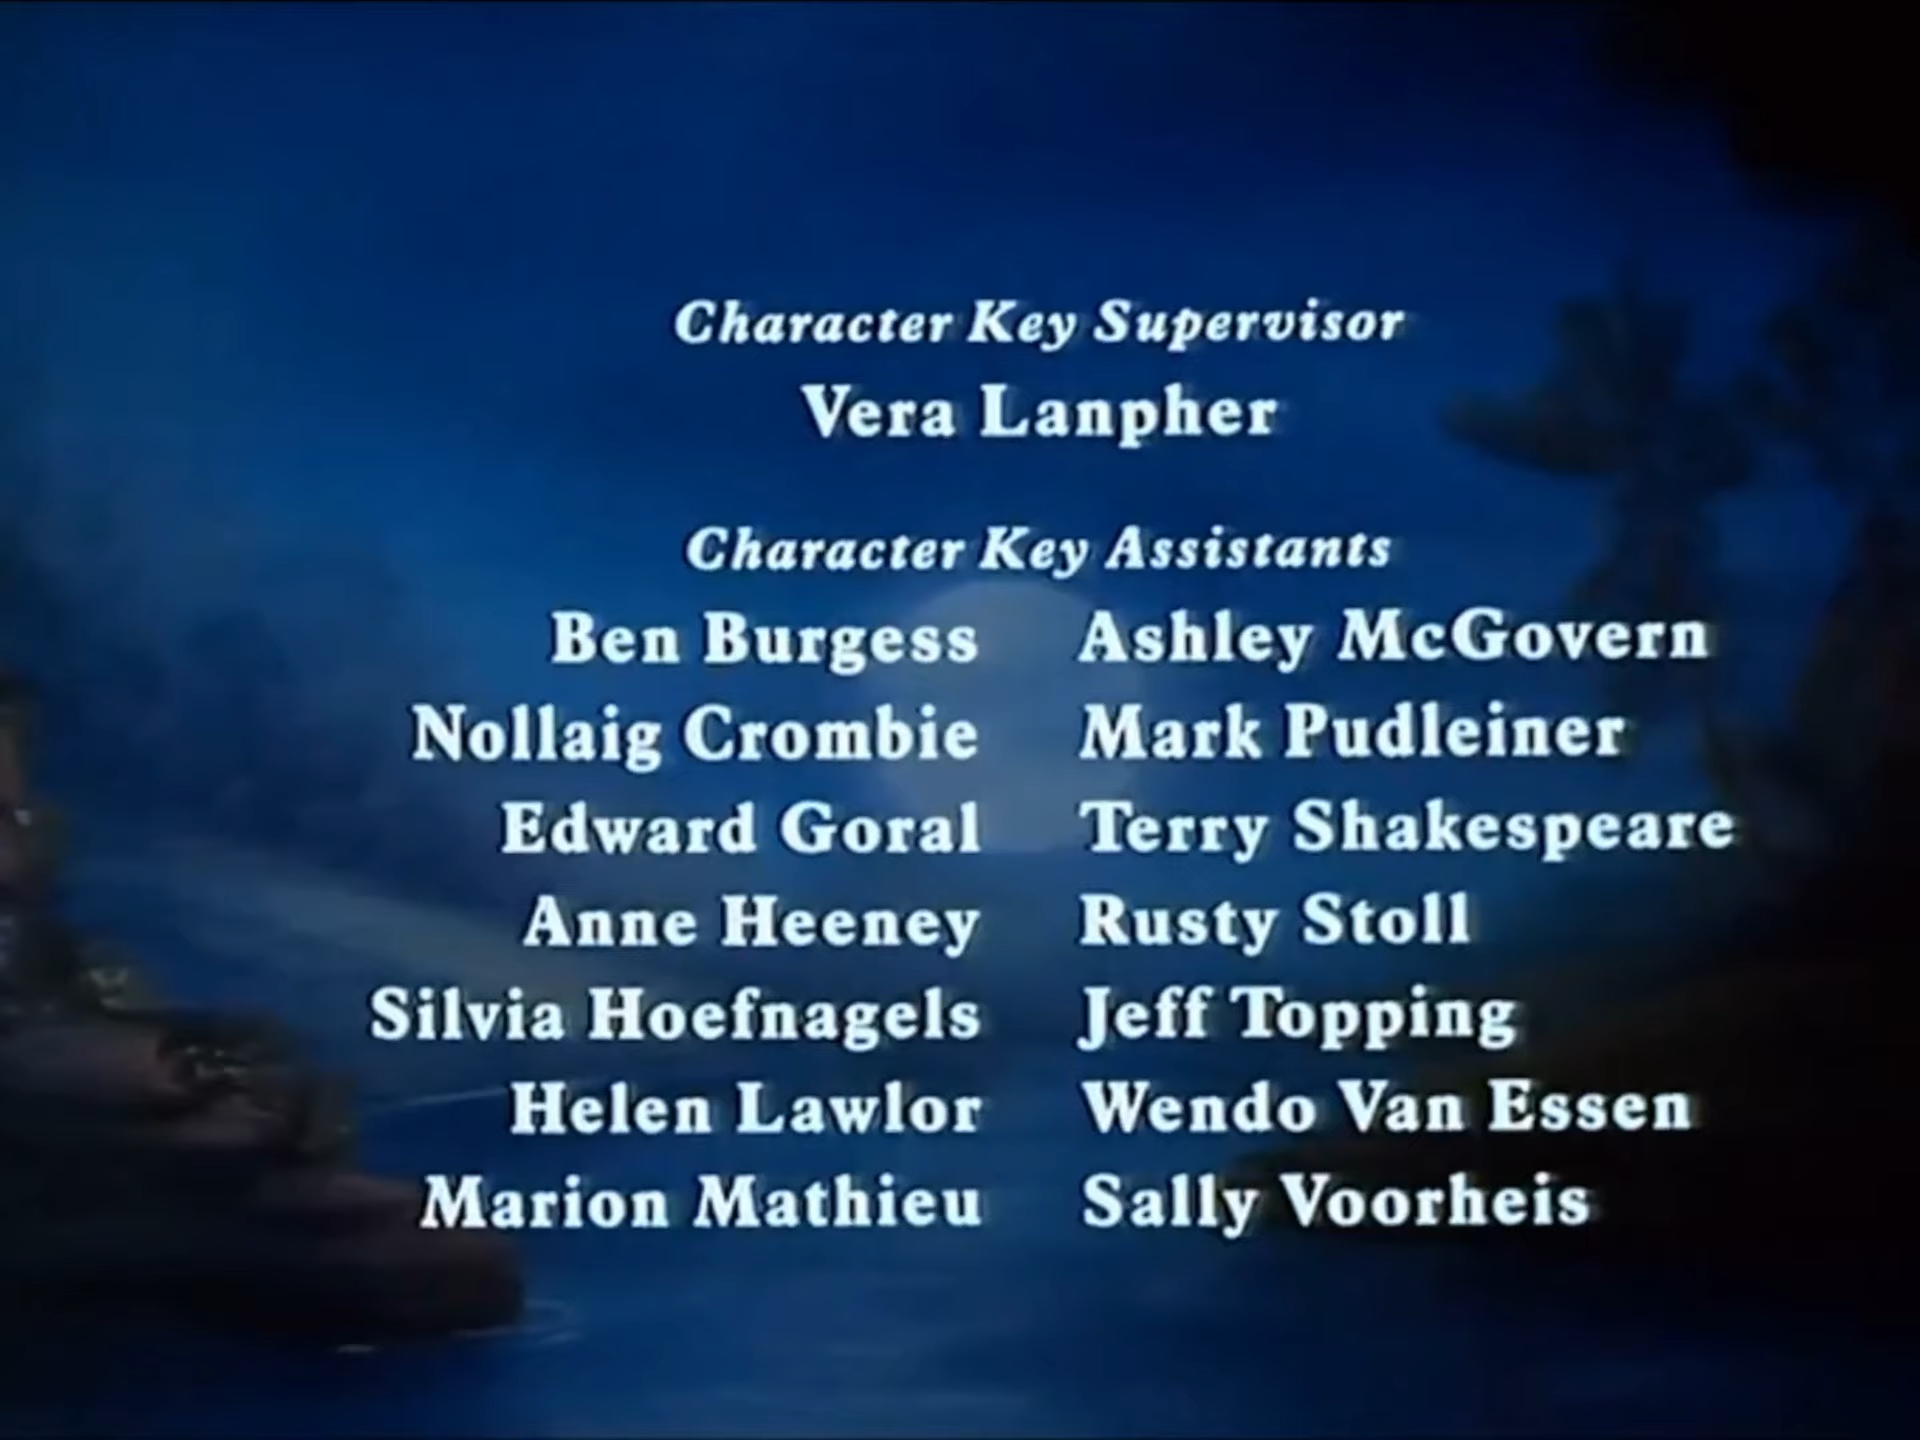 Character Key Supervisor
Vera Lanpher
Character Key Assistants
Ben Burgess Ashley McGovern
Nollaig Crombie Mark Pudleiner
Edward Goral Terry Shakespeare
Anne Heeney Rusty Stoll
Silvia Hoefnagels Jeff Topping
Helen Lawlor Wendo Van Essen
Marion Mathieu Sally Voorheis